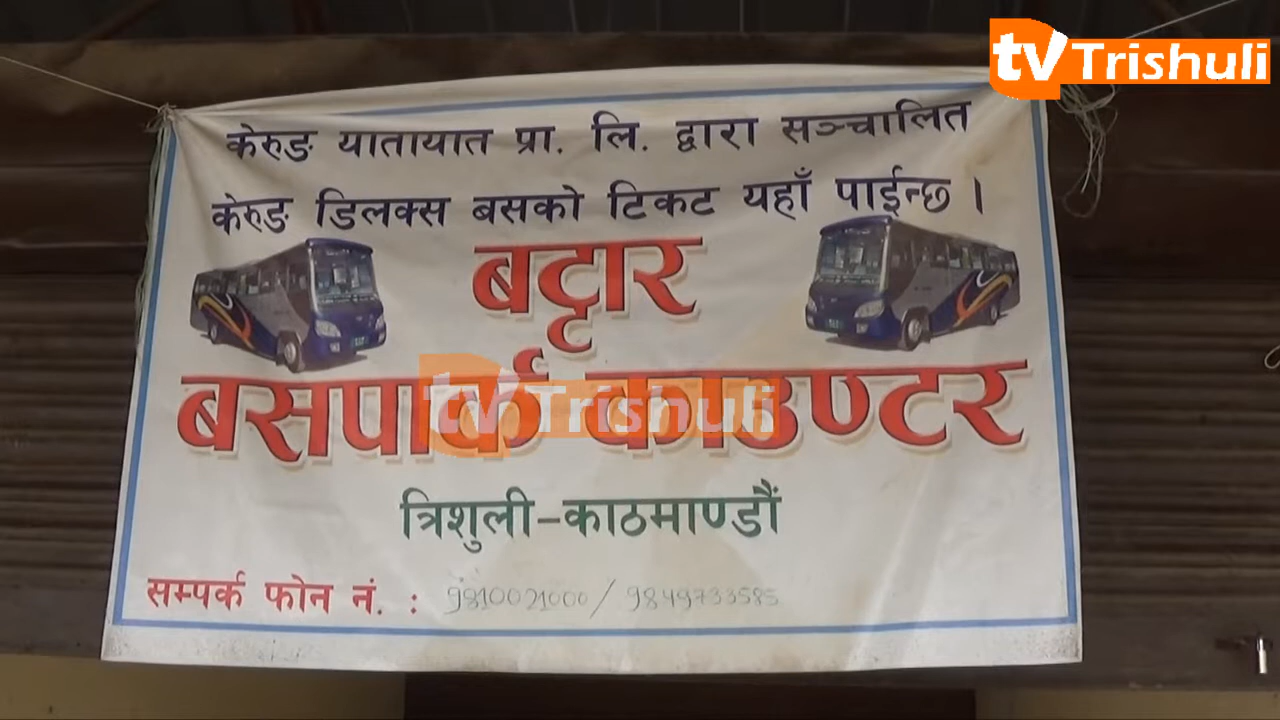 tv Trishuli
केरुङ यातायात प्रा. लि. द्वारा सञ्चालित
केरुङ डिलक्स बसको टिकट यहाँ पाईन्छ ।
बट्टार
बसपार्क काउण्टर
tv Trishuli
त्रिशुली-काठमाण्डौं
सम्पर्क फोन नं. : 9810021000 / 9849733585